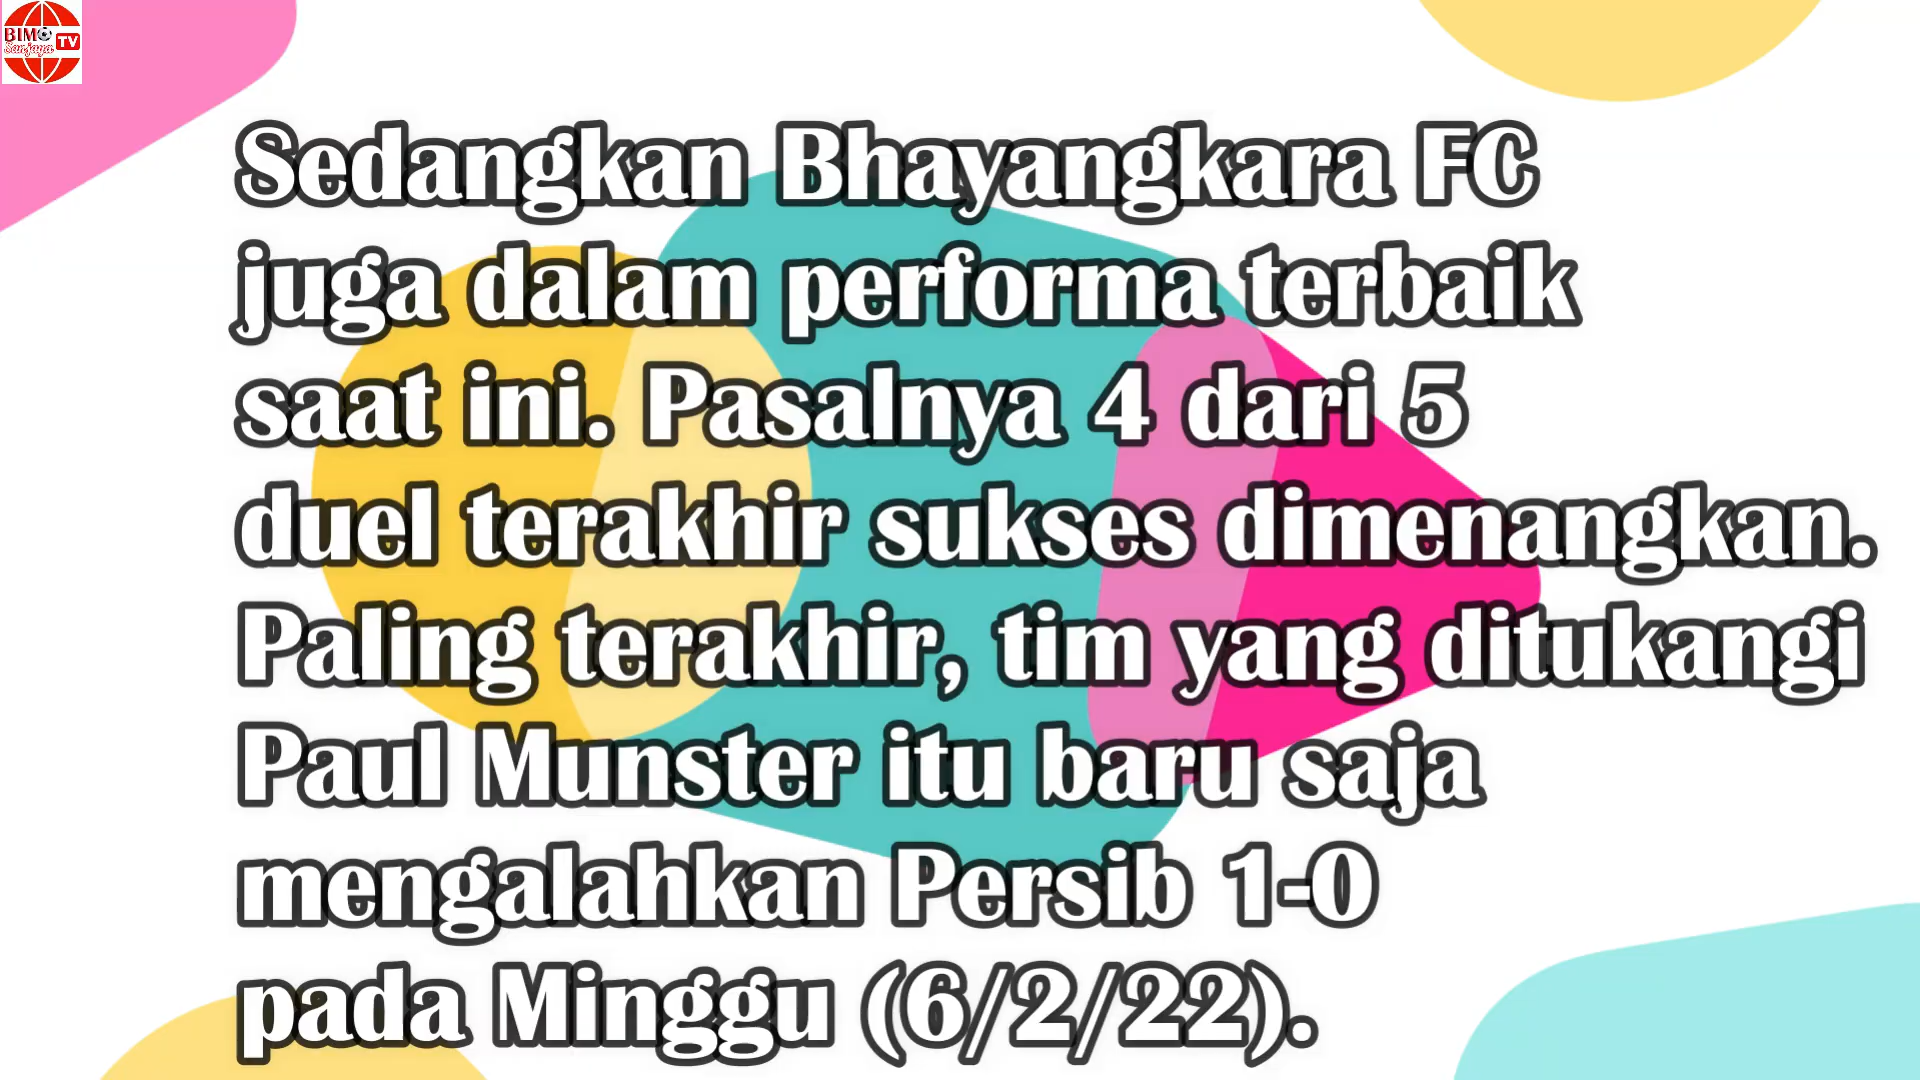 BIMO
Sanjaya TV
Sedangkan Bhayangkara FC
juga dalam performa terbaik
saat ini. Pasalnya 4 dari 5
duel terakhir sukses dimenangkan.
Paling terakhir, tim yang ditukangi
Paul Munster itu baru saja
mengalahkan Persib 1-0
pada Minggu (6/2/22).